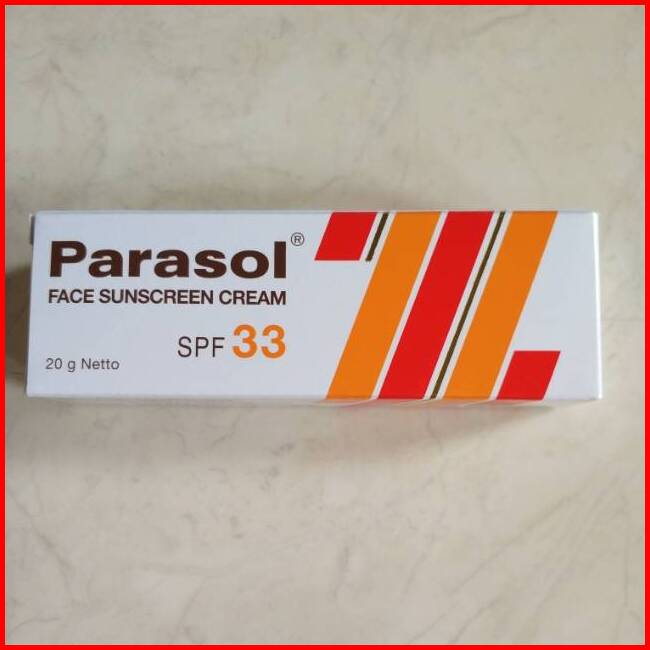 Parasol®
FACE SUNSCREEN CREAM
SPF 33
20 g Netto